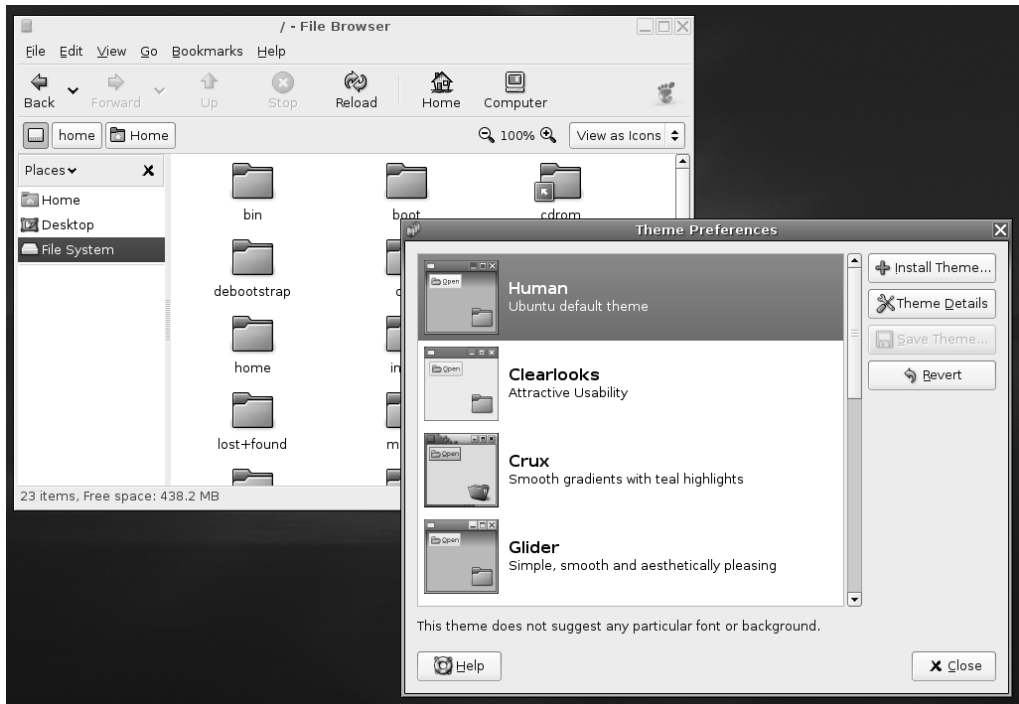 / - File Browser
File Edit View Go Bookmarks Help
Back Forward Up Stop Reload Home Computer
home Home 100% View as Icons
Places
Home
Desktop
File System
bin boot cdrom
debootstrap
home
lost+found
23 items, Free space: 438.2 MB
Theme Preferences
Open
Human
Ubuntu default theme
Open
Clearlooks
Attractive Usability
Open
Crux
Smooth gradients with teal highlights
Open
Glider
Simple, smooth and aesthetically pleasing
Install Theme...
Theme Details
Save Theme...
Revert
This theme does not suggest any particular font or background.
Help Close